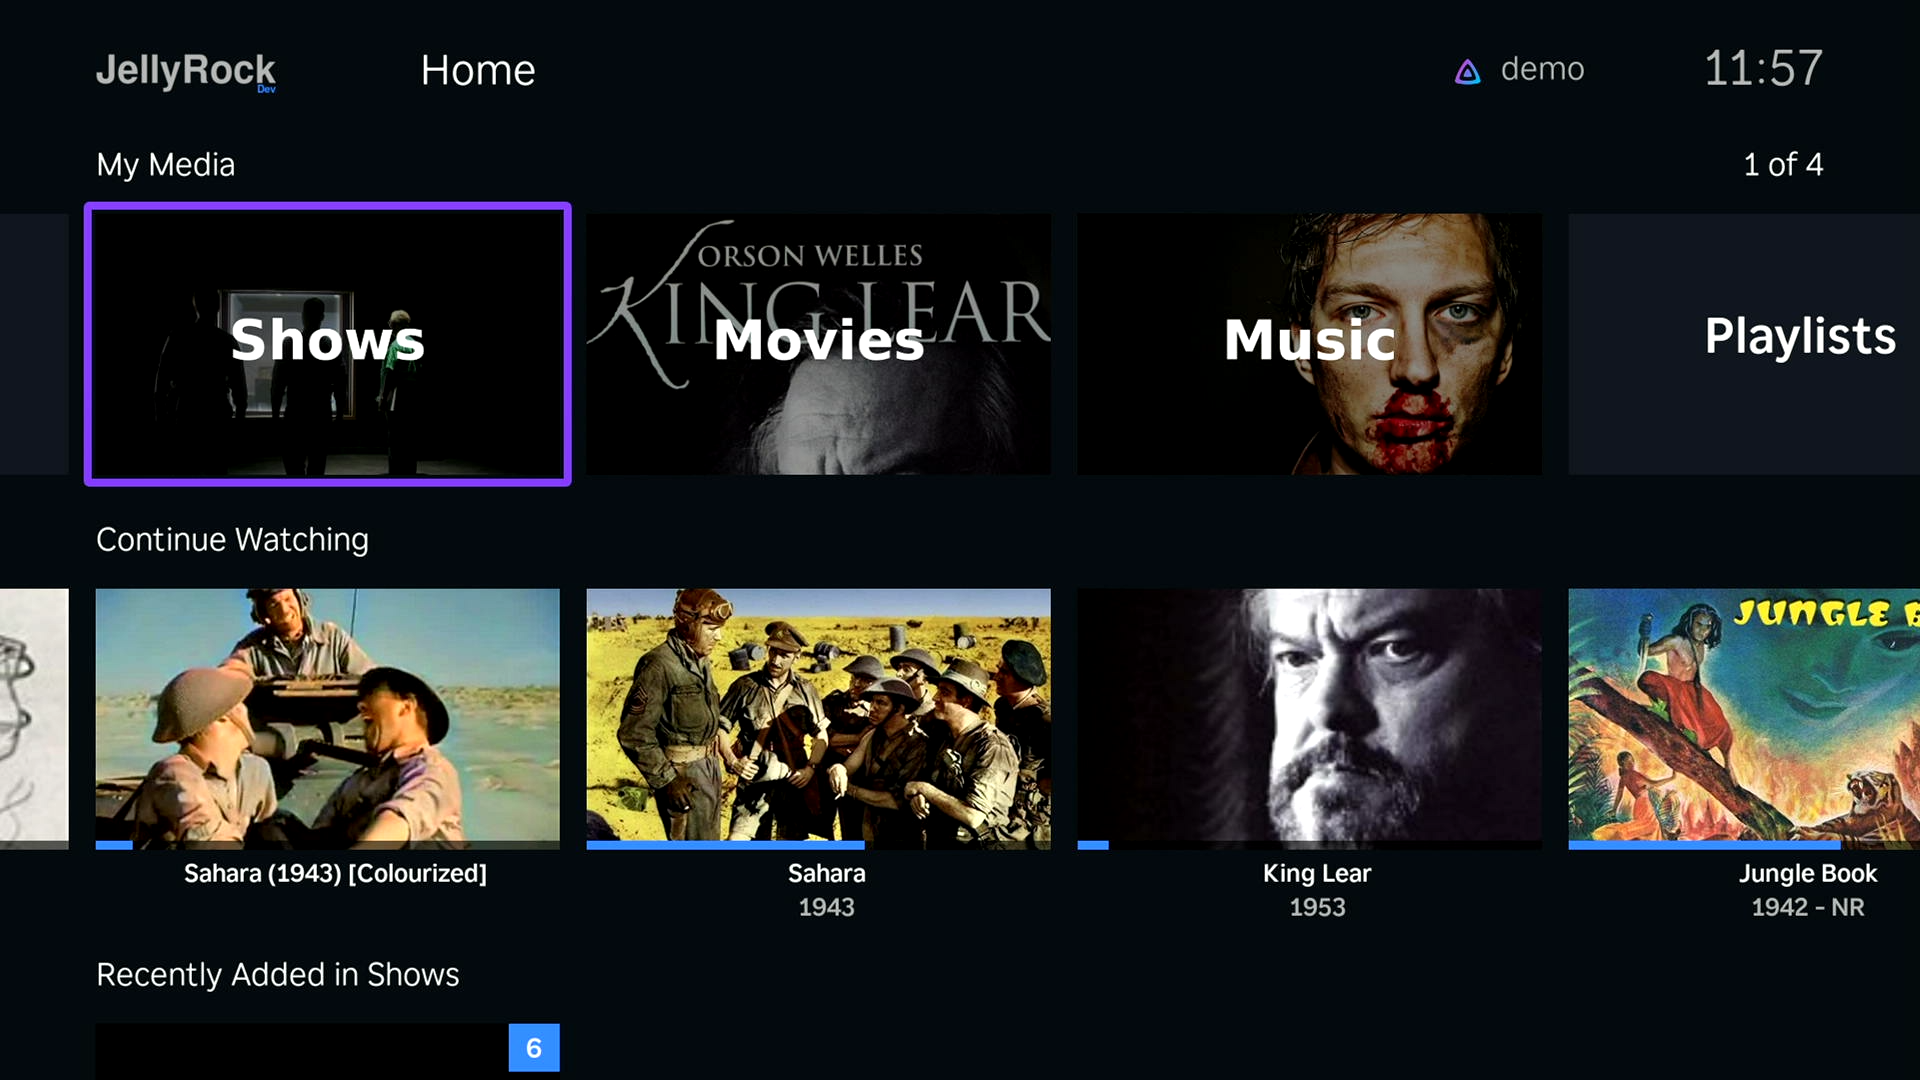 JellyRock
Dev
Home
demo
11:57
My Media
1 of 4
ORSON WELLES
KING LEAR
Shows
Movies
Music
Playlists
Continue Watching
JUNGLE B
Sahara (1943) [Colourized]
Sahara
King Lear
Jungle Book
1943
1953
1942 - NR
Recently Added in Shows
6